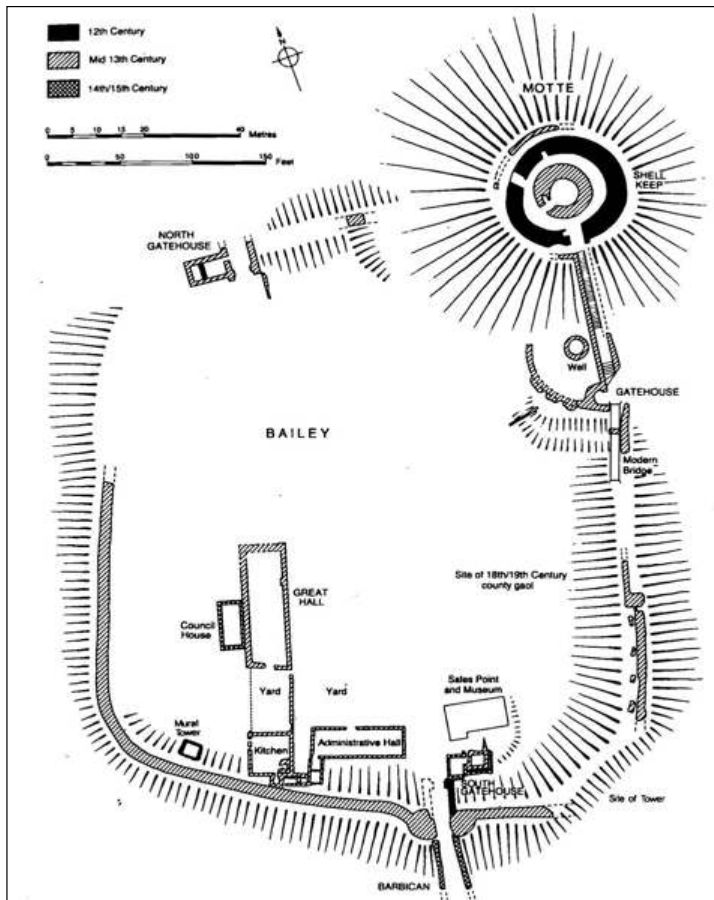 12th Century
Mid 13th Century
14th/15th Century
N
0 5 10 15 20 40 Metres
0 50 100 150 Feet
MOTTE
SHELL
KEEP
NORTH
GATEHOUSE
Well
GATEHOUSE
BAILEY
Modern
Bridge
Site of 18th/19th Century
county gaol
GREAT
HALL
Council
House
Yard
Yard
Sales Point
and Museum
Mural
Tower
Kitchen
Administrative Hall
SOUTH
GATEHOUSE
Site of Tower
BARBICAN